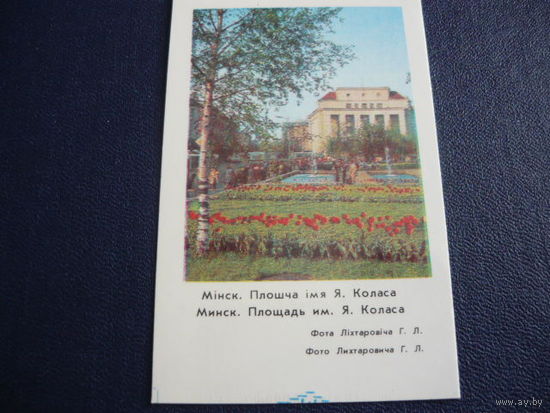 Мінск. Плошча імя Я. Коласа
Минск. Площадь им. Я. Коласа
Фота Ліхтаровіча Г. Л.
Фото Лихтаровича Г. Л.
www.ay.by